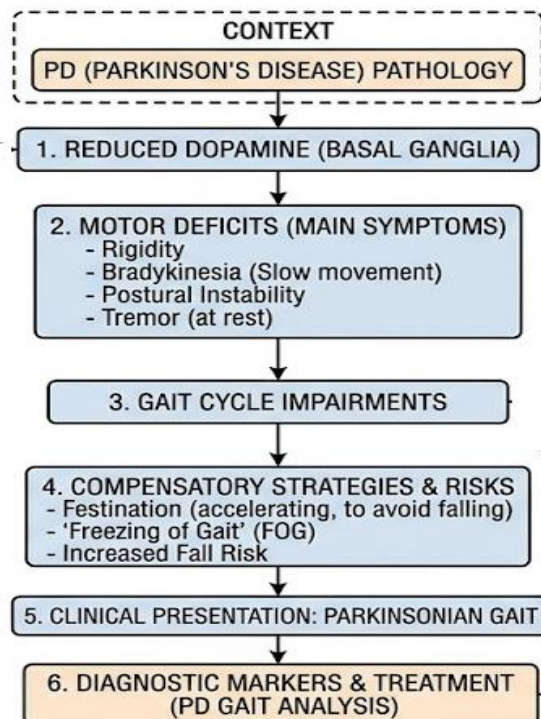 CONTEXT
PD (PARKINSON'S DISEASE) PATHOLOGY
1. REDUCED DOPAMINE (BASAL GANGLIA)
2. MOTOR DEFICITS (MAIN SYMPTOMS)
- Rigidity
- Bradykinesia (Slow movement)
- Postural Instability
- Tremor (at rest)
3. GAIT CYCLE IMPAIRMENTS
4. COMPENSATORY STRATEGIES & RISKS
- Festination (accelerating, to avoid falling)
- 'Freezing of Gait' (FOG)
- Increased Fall Risk
5. CLINICAL PRESENTATION: PARKINSONIAN GAIT
6. DIAGNOSTIC MARKERS & TREATMENT
(PD GAIT ANALYSIS)